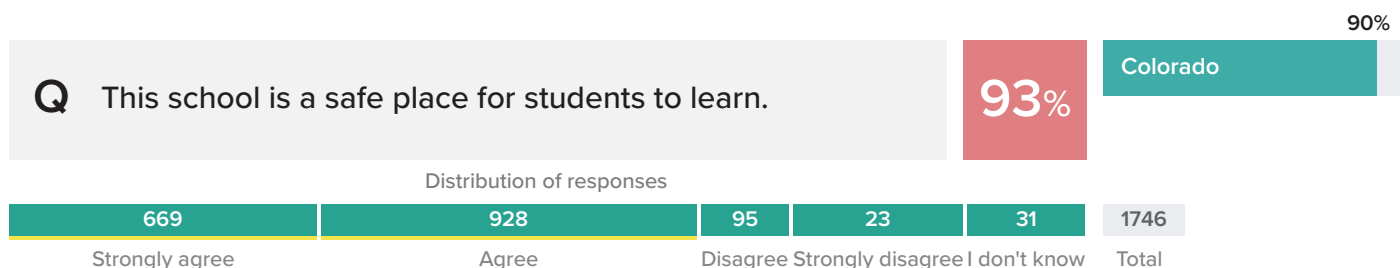 90%
Q This school is a safe place for students to learn.
93%
Colorado
Distribution of responses
669 928 95 23 31 1746
Strongly agree Agree Disagree Strongly disagree I don't know Total